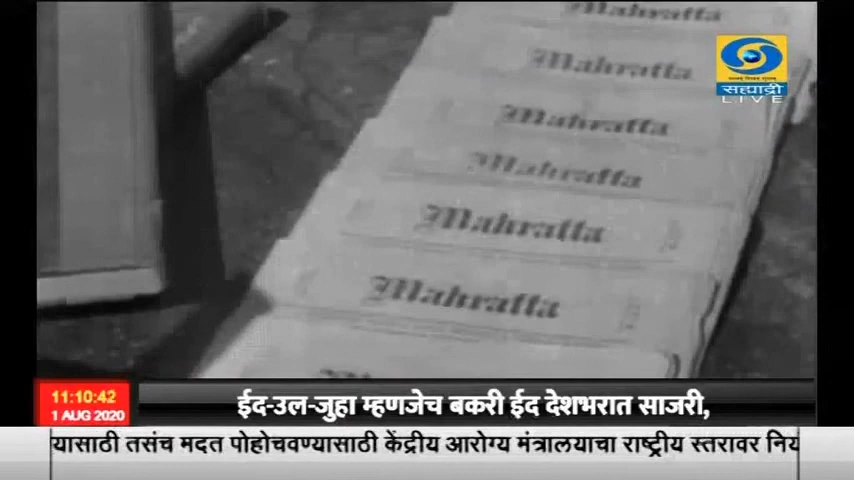 Mahratta
Mahratta
Mahratta
Mahratta
Mahratta
Mahratta
सह्याद्री
LIVE
11:10:42
1 AUG 2020
ईद-उल-जुहा म्हणजेच बकरी ईद देशभरात साजरी,
यासाठी तसंच मदत पोहोचवण्यासाठी केंद्रीय आरोग्य मंत्रालयाचा राष्ट्रीय स्तरावर निय